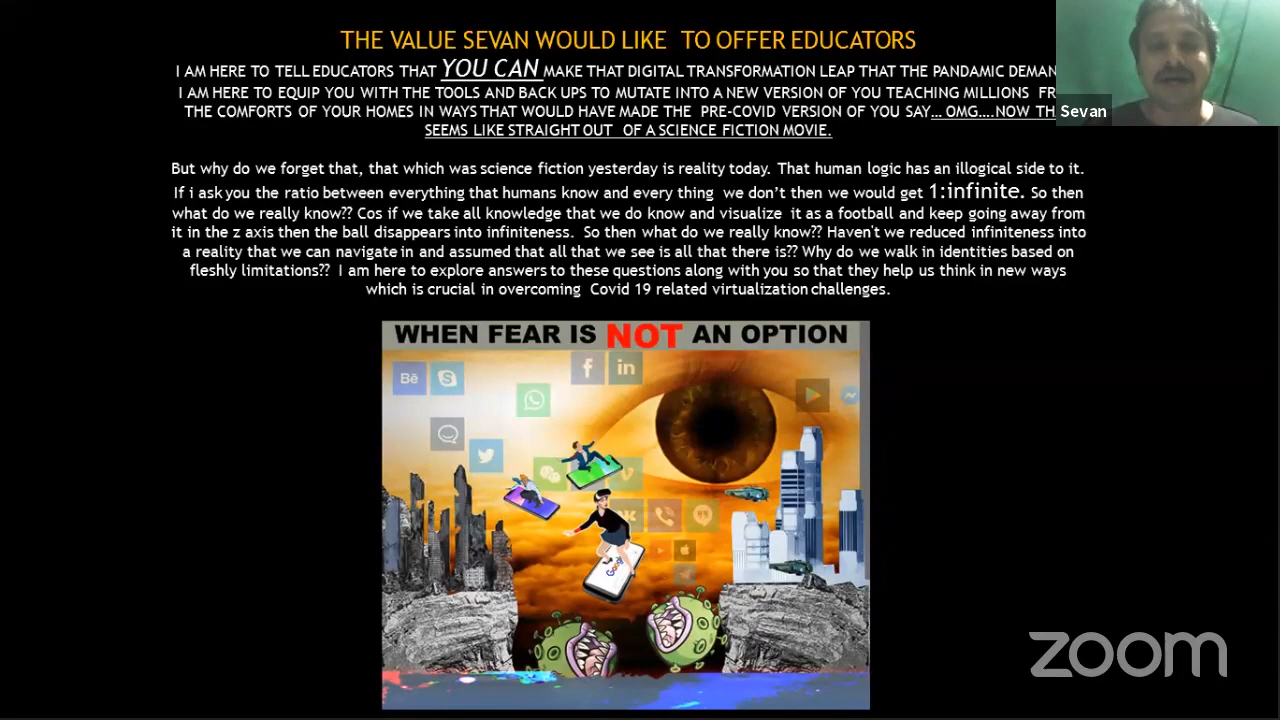 THE VALUE SEVAN WOULD LIKE TO OFFER EDUCATORS
I AM HERE TO TELL EDUCATORS THAT YOU CAN MAKE THAT DIGITAL TRANSFORMATION LEAP THAT THE PANDAMIC DEMAN
I AM HERE TO EQUIP YOU WITH THE TOOLS AND BACK UPS TO MUTATE INTO A NEW VERSION OF YOU TEACHING MILLIONS FR
THE COMFORTS OF YOUR HOMES IN WAYS THAT WOULD HAVE MADE THE PRE-COVID VERSION OF YOU SAY... OMG....NOW TH
Sevan
SEEMS LIKE STRAIGHT OUT OF A SCIENCE FICTION MOVIE.
But why do we forget that, that which was science fiction yesterday is reality today. That human logic has an illogical side to it.
If i ask you the ratio between everything that humans know and every thing we don't then we would get 1:infinite. So then
what do we really know?? Cos if we take all knowledge that we do know and visualize it as a football and keep going away from
it in the z axis then the ball disappears into infiniteness. So then what do we really know?? Haven't we reduced infiniteness into
a reality that we can navigate in and assumed that all that we see is all that there is?? Why do we walk in identities based on
fleshly limitations?? I am here to explore answers to these questions along with you so that they help us think in new ways
which is crucial in overcoming Covid 19 related virtualization challenges.
WHEN FEAR IS NOT AN OPTION
f in
Bē
Google
zoom